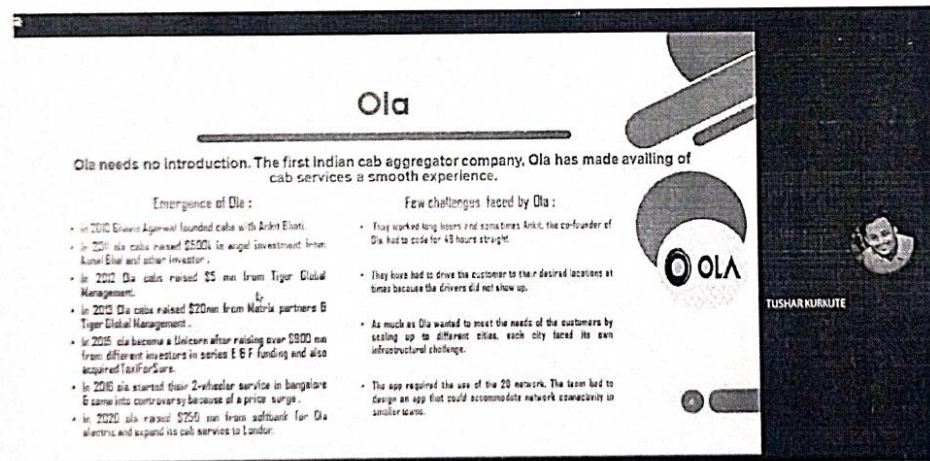 Ola
Ola needs no introduction. The first Indian cab aggregator company, Ola has made availing of
cab services a smooth experience.
Emergence of Ola :
• in 2010 Bhavis Agarwal founded cabs with Ankit Bhati.
• in 2011 ola cabs raised $500k in angel investment from
Kunal Bhal and other investor .
• In 2012 Ola cabs raised $5 mn from Tiger Global
Management.
• In 2013 Ola cabs raised $20mn from Matrix partners &
Tiger Global Management .
• in 2015 ola become a Unicorn after raising over $900 mn
from different investors in series E & F funding and also
acquired TaxiForSure.
• In 2016 ola started their 2-wheeler service in bangalore
& came into controversy because of a price surge .
• in 2020 ola raised $250 mn from softbank for Ola
electric and expand its cab service to London.
Few challenges faced by Ola :
• They worked long hours and sometimes Ankit, the co-founder of
Ola, had to code for 48 hours straight!
• They have had to drive the customer to their desired locations at
times because the drivers did not show up.
• As much as Ola wanted to meet the needs of the customers by
scaling up to different cities, each city faced its own
infrastructural challenge.
• The app required the use of the 2G network. The team had to
design an app that could accommodate network connectivity in
smaller towns.
OLA
TUSHAR KURKUTE